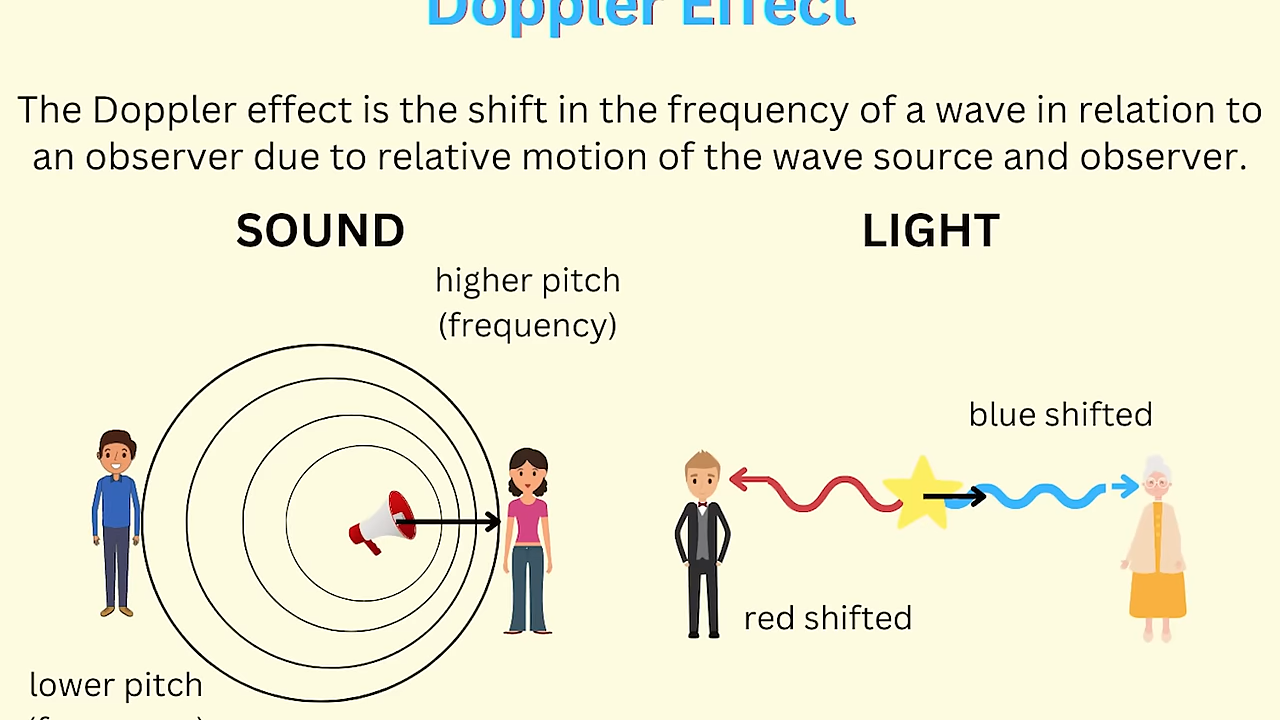 Doppler Effect
The Doppler effect is the shift in the frequency of a wave in relation to
an observer due to relative motion of the wave source and observer.
SOUND
LIGHT
higher pitch
(frequency)
blue shifted
red shifted
lower pitch